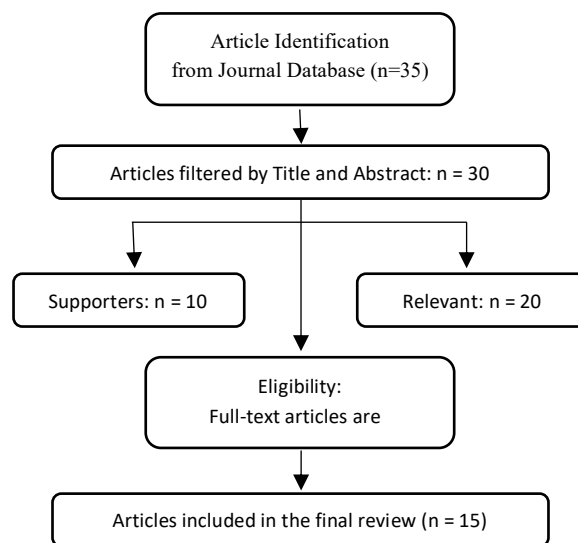 Article Identification
from Journal Database (n=35)
Articles filtered by Title and Abstract: n = 30
Supporters: n = 10
Relevant: n = 20
Eligibility:
Full-text articles are
Articles included in the final review (n = 15)